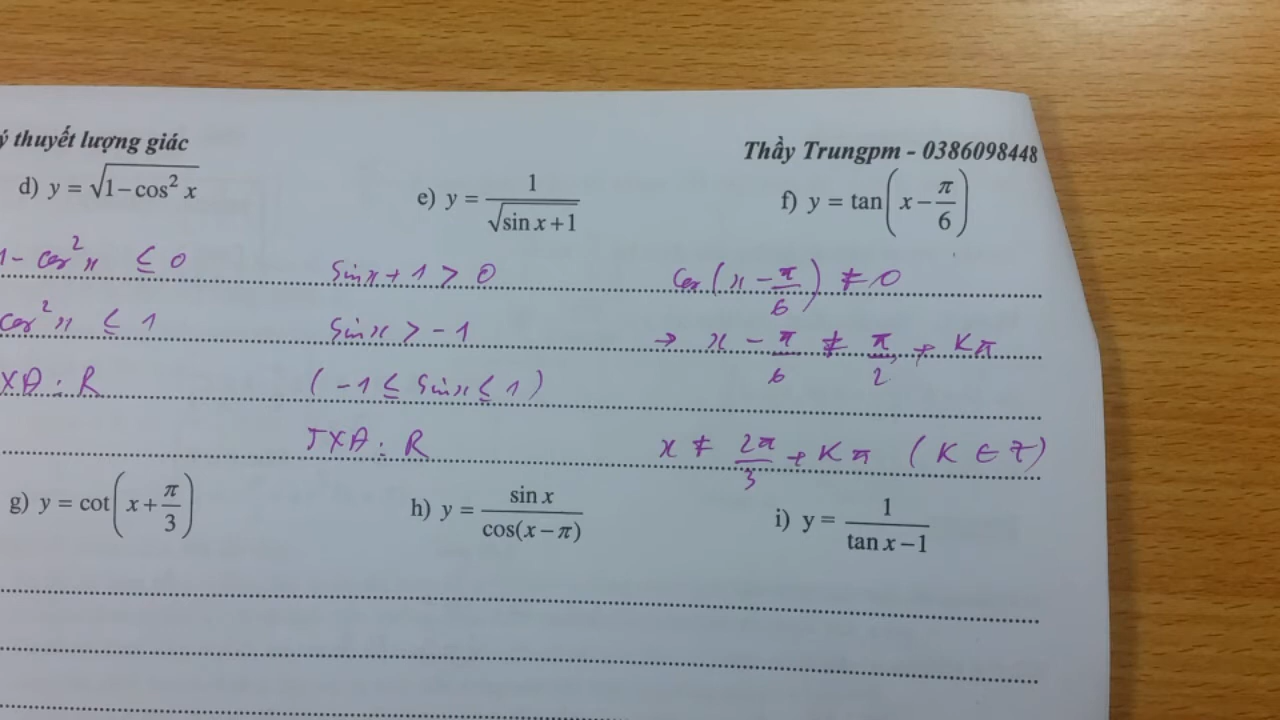 ý thuyết lượng giác
Thầy Trungpm - 0386098448
d) y = √(1-cos² x)
e) y = 1/√(sin x+1)
f) y = tan(x - π/6)
1 - cos²x ≤ 0
sinx + 1 > 0
cos(x - π/6) ≠ 0
cos²x ≤ 1
sinx > -1
→ x - π/6 ≠ π/2 + Kπ
XĐ: R
(-1 ≤ sinx ≤ 1)
TXĐ: R
x ≠ 2π/3 + Kπ (K ∈ Z)
g) y = cot(x + π/3)
h) y = sin x/cos(x - π)
i) y = 1/(tan x - 1)